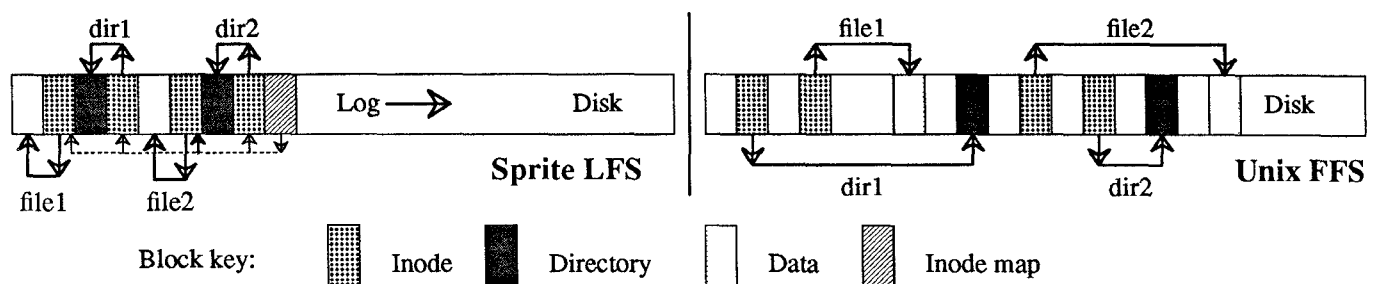 dir1 dir2
Log Disk
Sprite LFS
file1 file2
file1 file2
Disk
Unix FFS
dir1 dir2
Block key: Inode Directory Data Inode map